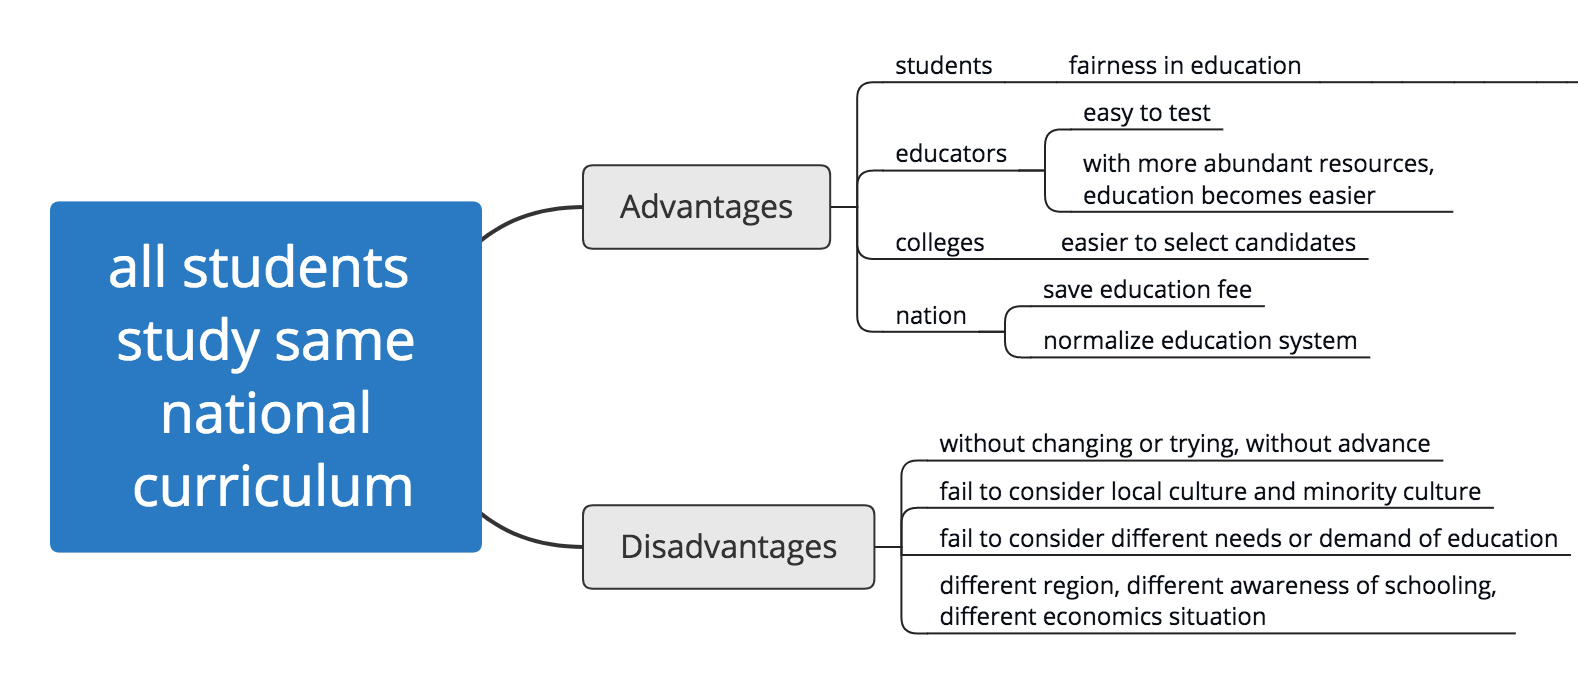 all students
study same
national
curriculum
Advantages
students
fairness in education
educators
easy to test
with more abundant resources,
education becomes easier
colleges
easier to select candidates
nation
save education fee
normalize education system
Disadvantages
without changing or trying, without advance
fail to consider local culture and minority culture
fail to consider different needs or demand of education
different region, different awareness of schooling,
different economics situation